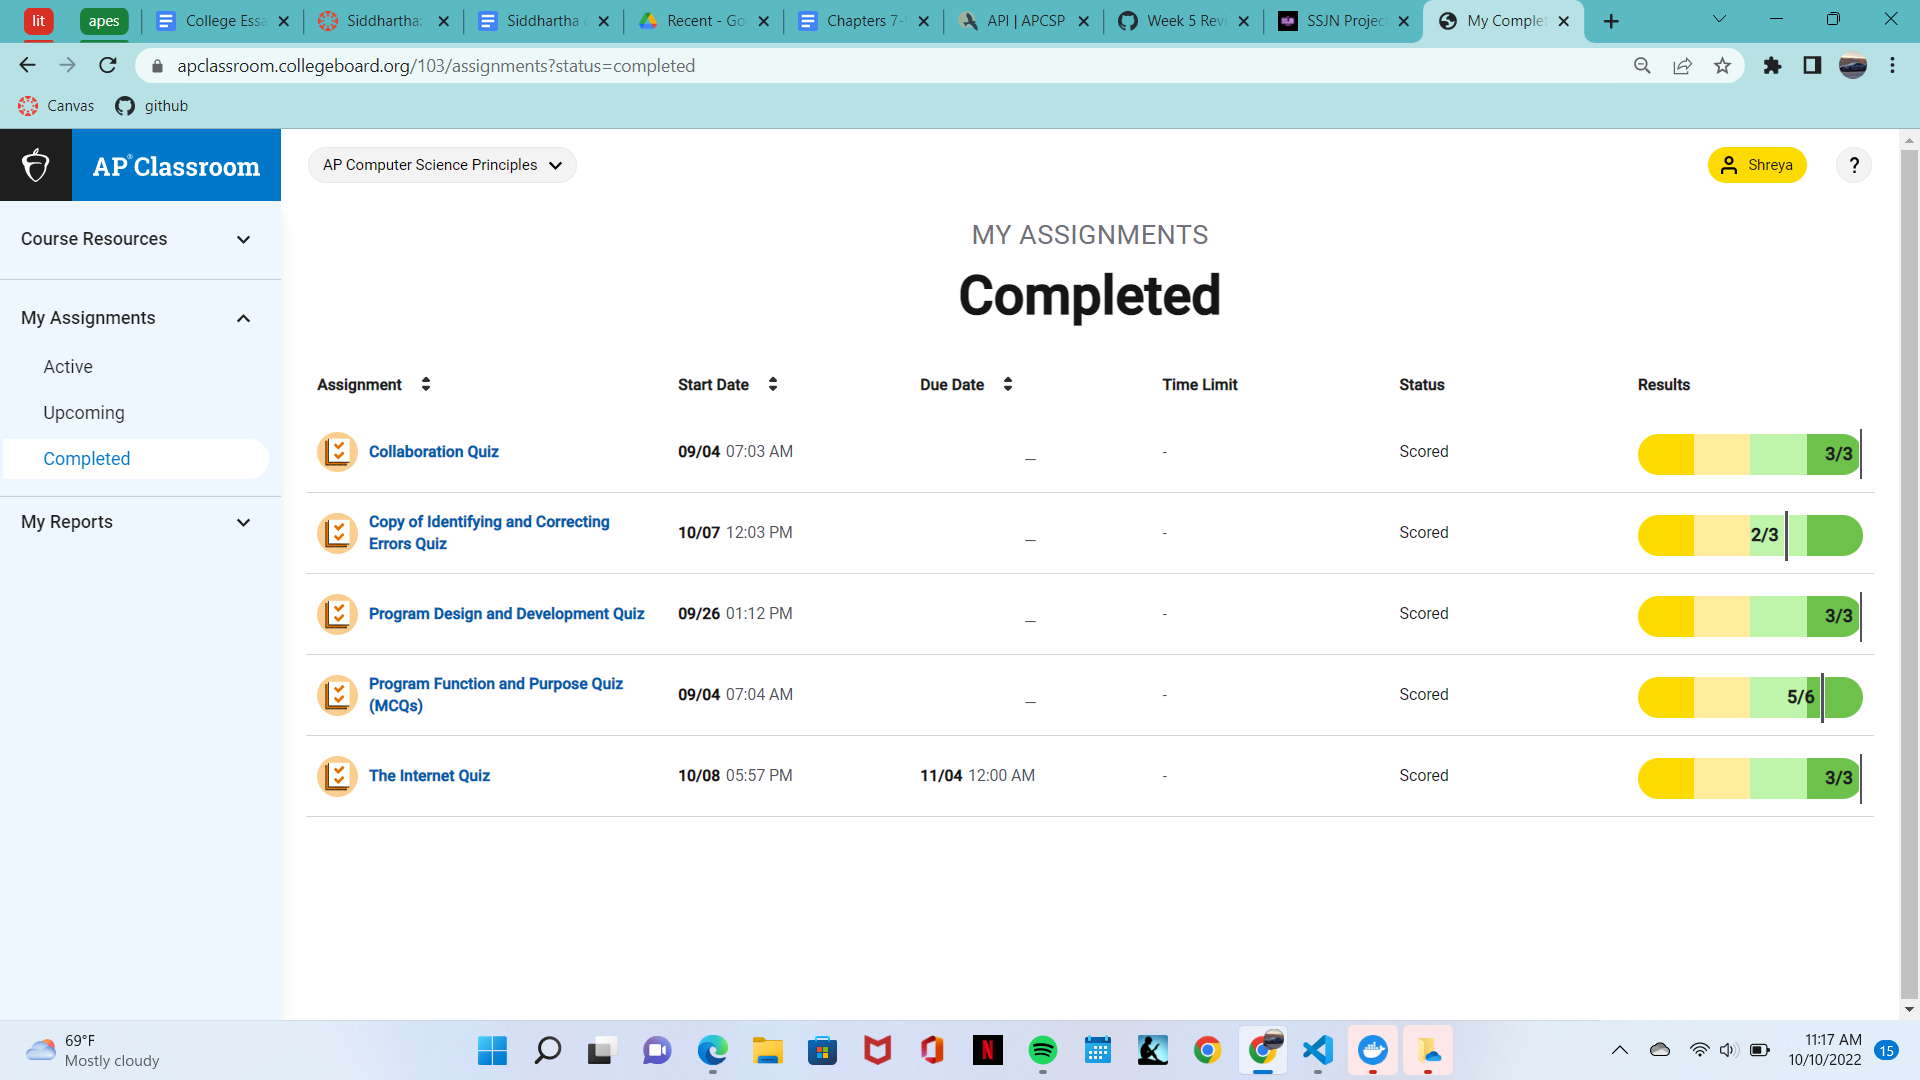 lit
apes
College Essa
Siddhartha:
Siddhartha
Recent - Go
Chapters 7-
API | APCSP
Week 5 Revi
SSJN Project
My Complet
apclassroom.collegeboard.org/103/assignments?status=completed
Canvas
github
AP® Classroom
AP Computer Science Principles
Shreya
?
Course Resources
My Assignments
Active
Upcoming
Completed
My Reports
MY ASSIGNMENTS
Completed
Assignment Start Date Due Date Time Limit Status Results
Collaboration Quiz 09/04 07:03 AM _ - Scored 3/3
Copy of Identifying and Correcting
Errors Quiz 10/07 12:03 PM _ - Scored 2/3
Program Design and Development Quiz 09/26 01:12 PM _ - Scored 3/3
Program Function and Purpose Quiz
(MCQs) 09/04 07:04 AM _ - Scored 5/6
The Internet Quiz 10/08 05:57 PM 11/04 12:00 AM - Scored 3/3
69°F
Mostly cloudy
N
11:17 AM
10/10/2022
15